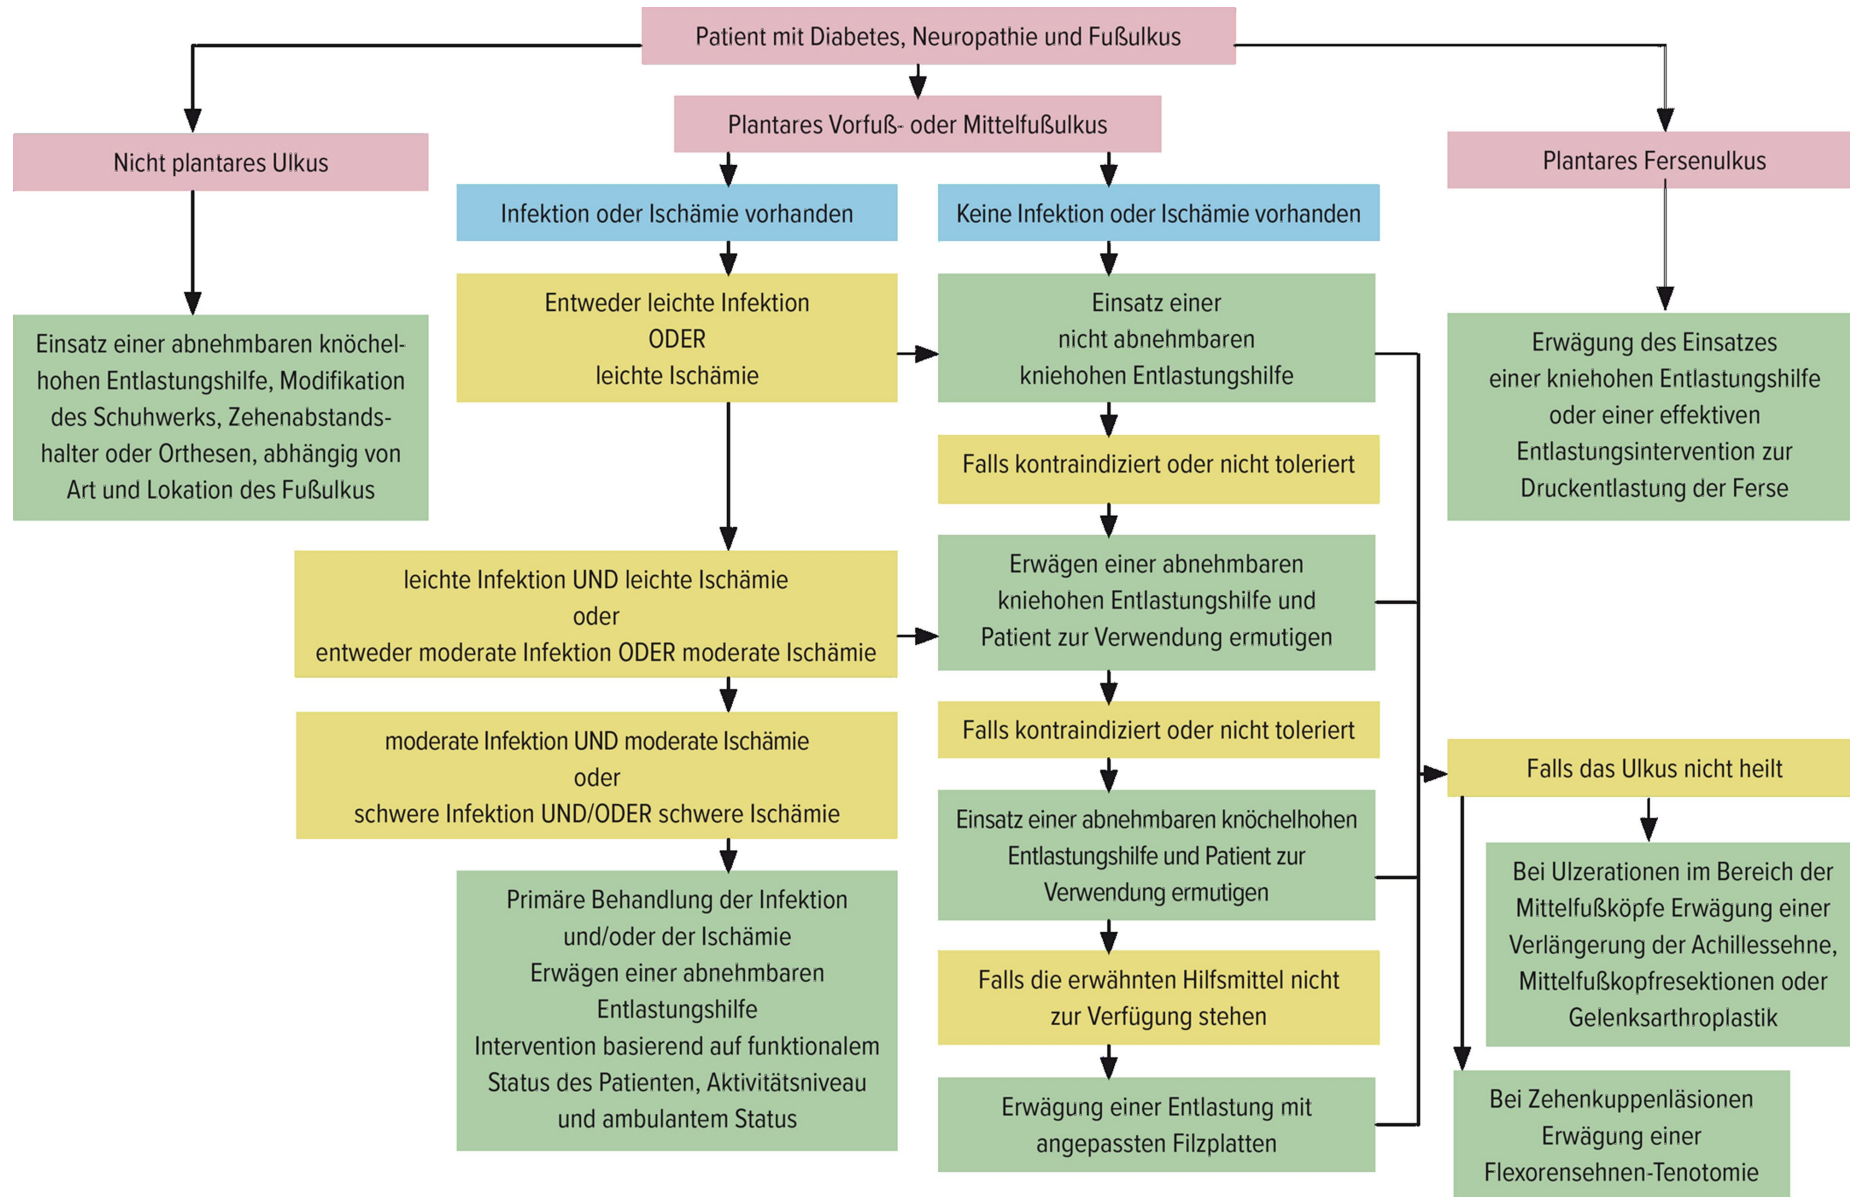 Patient mit Diabetes, Neuropathie und Fußulkus
Plantares Vorfuß- oder Mittelfußulkus
Nicht plantares Ulkus
Plantares Fersenulkus
Infektion oder Ischämie vorhanden
Keine Infektion oder Ischämie vorhanden
Einsatz einer abnehmbaren knöchel-
hohen Entlastungshilfe, Modifikation
des Schuhwerks, Zehenabstands-
halter oder Orthesen, abhängig von
Art und Lokation des Fußulkus
Entweder leichte Infektion
ODER
leichte Ischämie
leichte Infektion UND leichte Ischämie
oder
entweder moderate Infektion ODER moderate Ischämie
moderate Infektion UND moderate Ischämie
oder
schwere Infektion UND/ODER schwere Ischämie
Primäre Behandlung der Infektion
und/oder der Ischämie
Erwägen einer abnehmbaren
Entlastungshilfe
Intervention basierend auf funktionalem
Status des Patienten, Aktivitätsniveau
und ambulantem Status
Einsatz einer
nicht abnehmbaren
kniehohen Entlastungshilfe
Falls kontraindiziert oder nicht toleriert
Erwägen einer abnehmbaren
kniehohen Entlastungshilfe und
Patient zur Verwendung ermutigen
Falls kontraindiziert oder nicht toleriert
Einsatz einer abnehmbaren knöchelhohen
Entlastungshilfe und Patient zur
Verwendung ermutigen
Falls die erwähnten Hilfsmittel nicht
zur Verfügung stehen
Erwägung einer Entlastung mit
angepassten Filzplatten
Erwägung des Einsatzes
einer kniehohen Entlastungshilfe
oder einer effektiven
Entlastungsintervention zur
Druckentlastung der Ferse
Falls das Ulkus nicht heilt
Bei Ulzerationen im Bereich der
Mittelfußköpfe Erwägung einer
Verlängerung der Achillessehne,
Mittelfußkopfresektionen oder
Gelenksarthroplastik
Bei Zehenkuppenläsionen
Erwägung einer
Flexorensehnen-Tenotomie